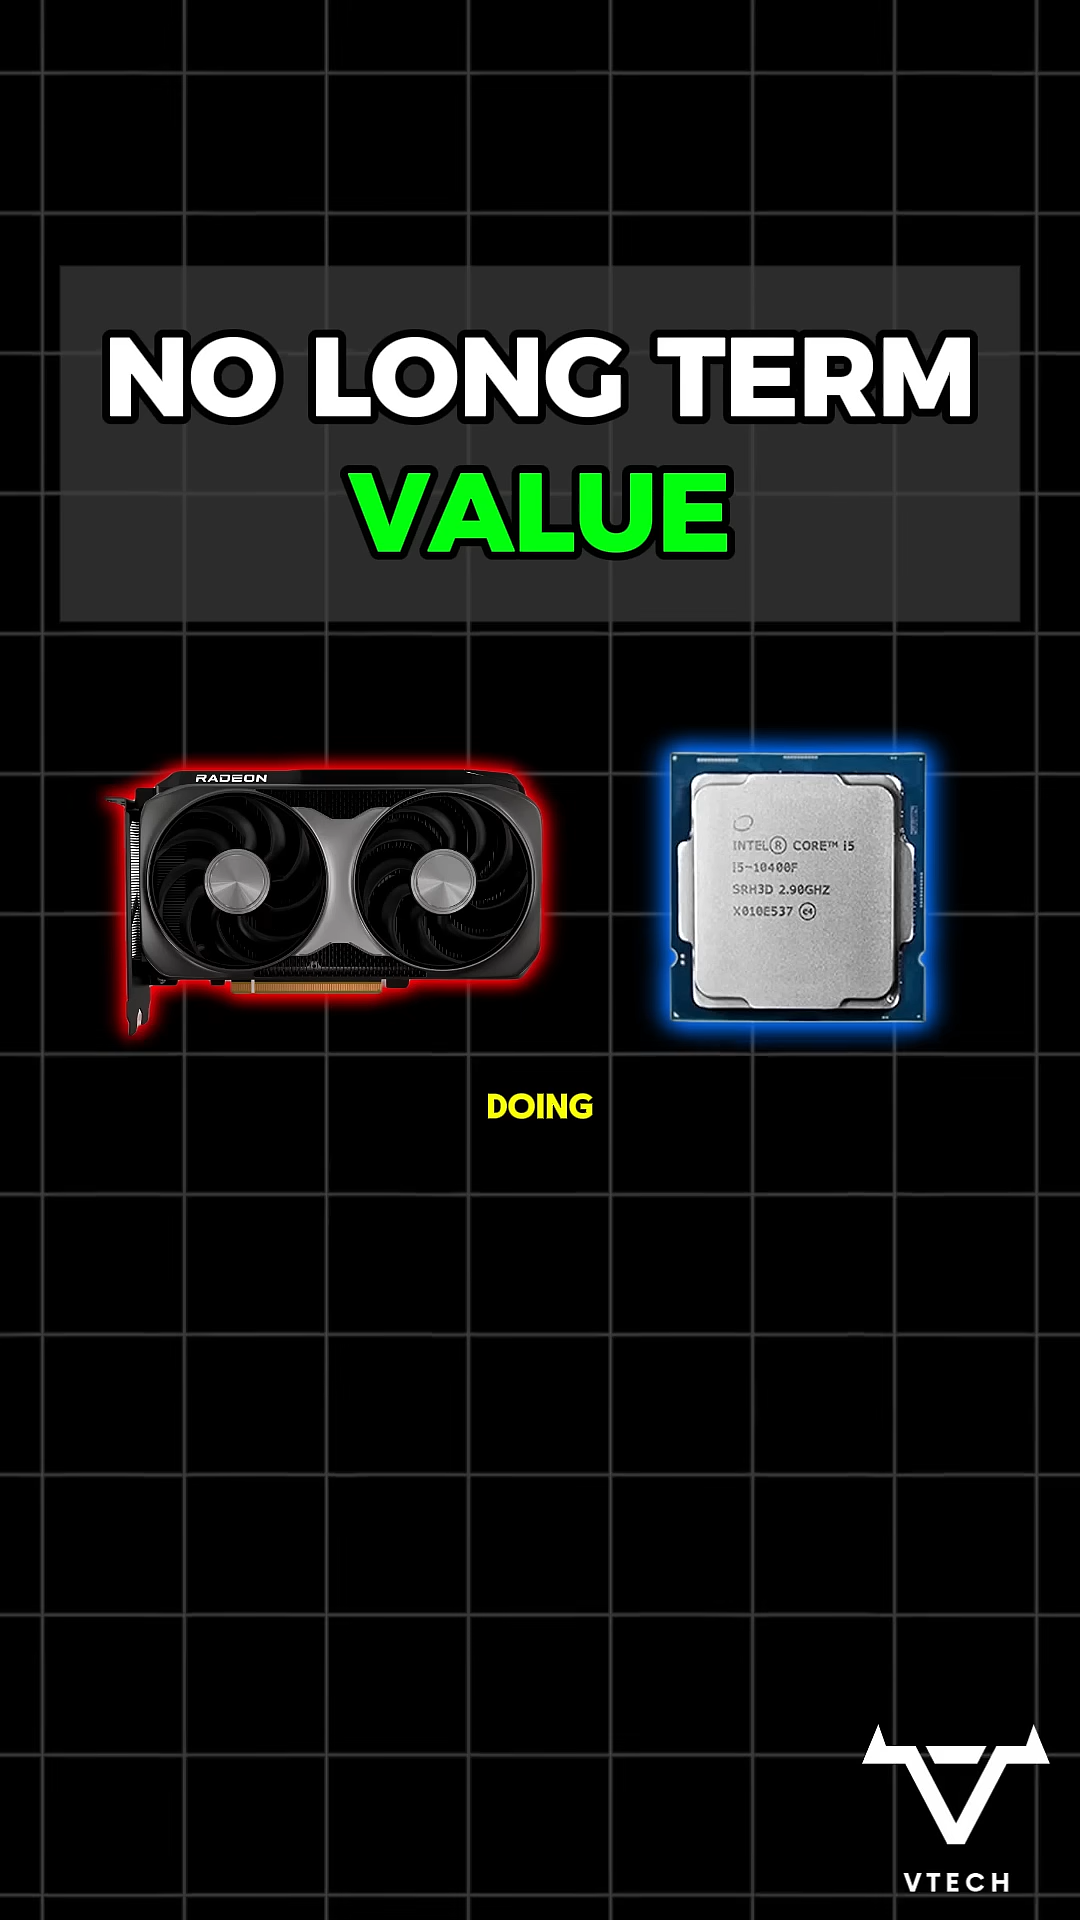 NO LONG TERM
VALUE
RADEON
INTEL® CORE™ i5
i5-10400F
SRH3D 2.90GHZ
X010E537 e4
DOING
VTECH